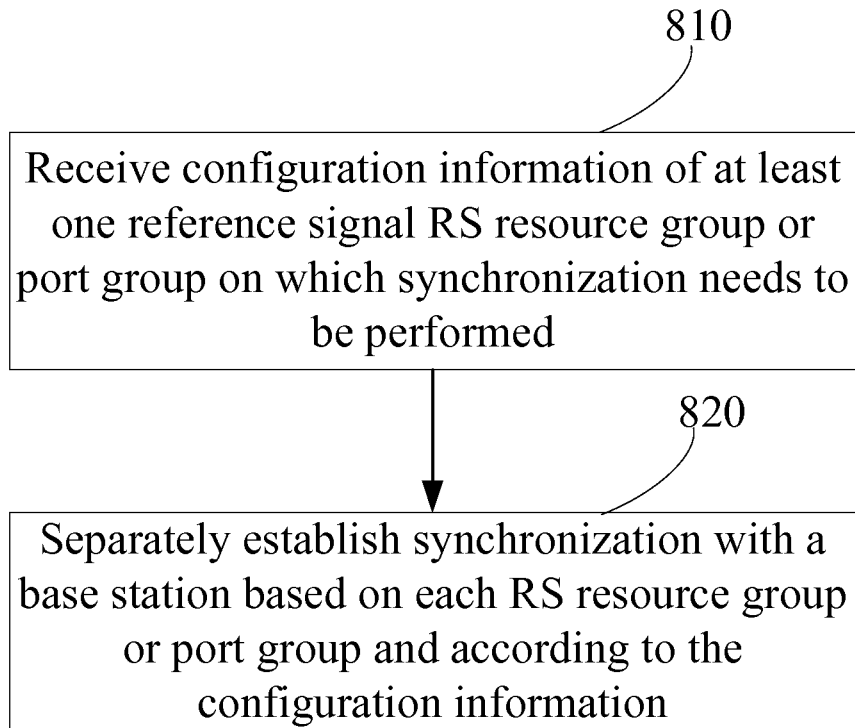 810
Receive configuration information of at least
one reference signal RS resource group or
port group on which synchronization needs to
be performed
820
Separately establish synchronization with a
base station based on each RS resource group
or port group and according to the
configuration information